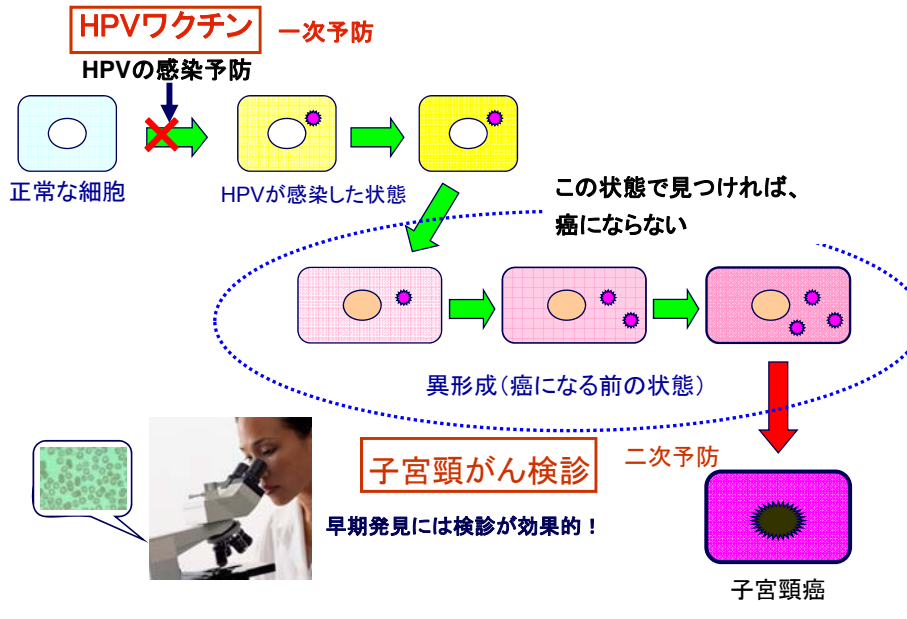 HPVワクチン
一次予防
HPVの感染予防
正常な細胞
HPVが感染した状態
この状態で見つければ、
癌にならない
異形成(癌になる前の状態)
子宮頸がん検診
二次予防
早期発見には検診が効果的！
子宮頸癌